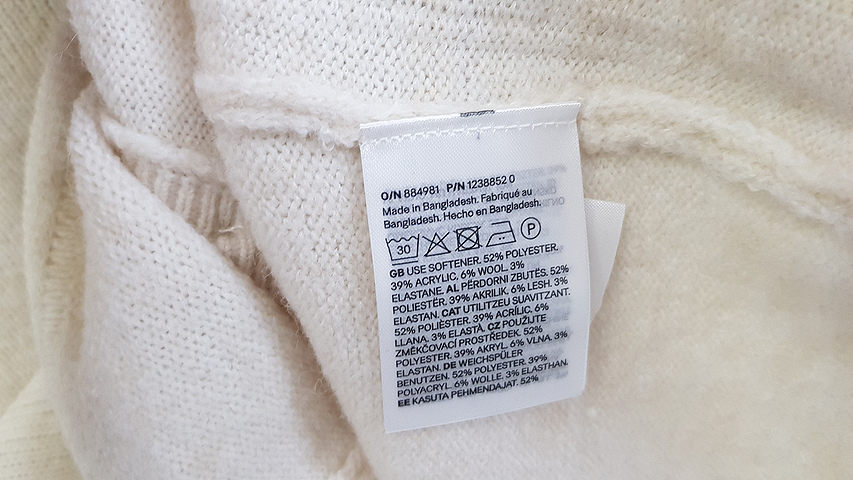 O/N 884981 P/N 1238852 0
Made in Bangladesh. Fabriqué au
Bangladesh. Hecho en Bangladesh.
30 P
GB USE SOFTENER. 52% POLYESTER.
39% ACRYLIC. 6% WOOL. 3%
ELASTANE. AL PËRDORNI ZBUTËS. 52%
POLIESTËR. 39% AKRILIK. 6% LESH. 3%
ELASTAN. CAT UTILITZEU SUAVITZANT.
52% POLIÈSTER. 39% ACRÍLIC. 6%
LLANA. 3% ELASTÀ. CZ POUŽIJTE
ZMĚKČOVACÍ PROSTŘEDEK. 52%
POLYESTER. 39% AKRYL. 6% VLNA. 3%
ELASTAN. DE WEICHSPÜLER
BENUTZEN. 52% POLYESTER. 39%
POLYACRYL. 6% WOLLE. 3% ELASTHAN.
EE KASUTA PEHMENDAJAT. 52%